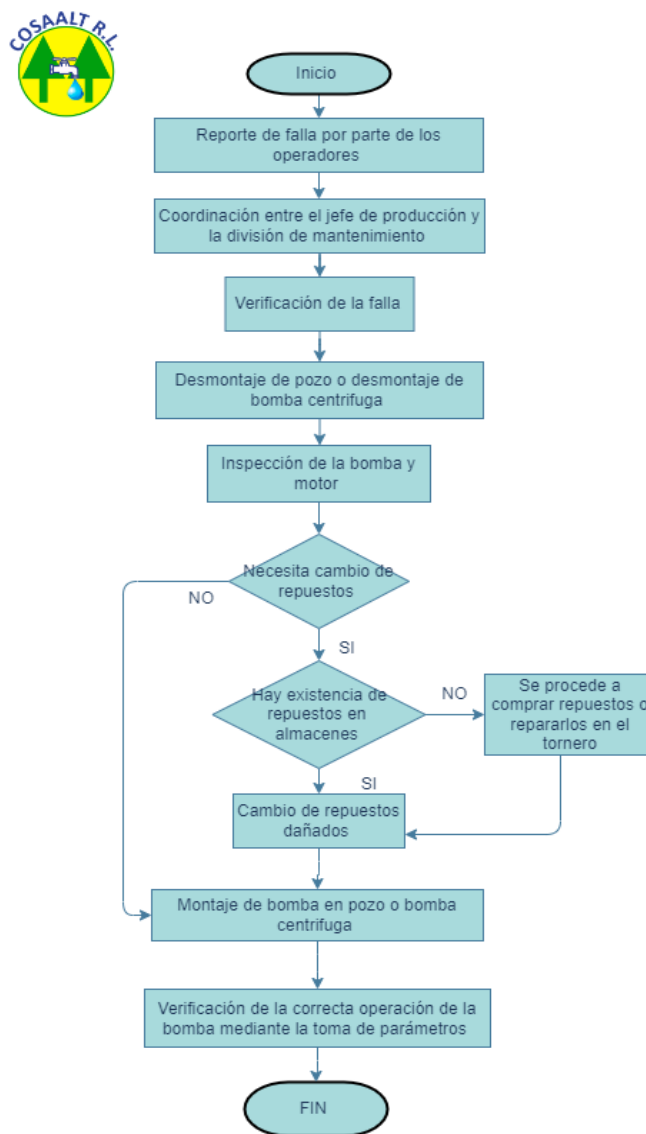 COSAALT R.L.
Inicio
Reporte de falla por parte de los
operadores
Coordinación entre el jefe de producción y
la división de mantenimiento
Verificación de la falla
Desmontaje de pozo o desmontaje de
bomba centrifuga
Inspección de la bomba y
motor
Necesita cambio de
repuestos
NO
SI
Hay existencia de
repuestos en
almacenes
NO
Se procede a
comprar repuestos o
repararlos en el
tornero
SI
Cambio de repuestos
dañados
Montaje de bomba en pozo o bomba
centrifuga
Verificación de la correcta operación de la
bomba mediante la toma de parámetros
FIN